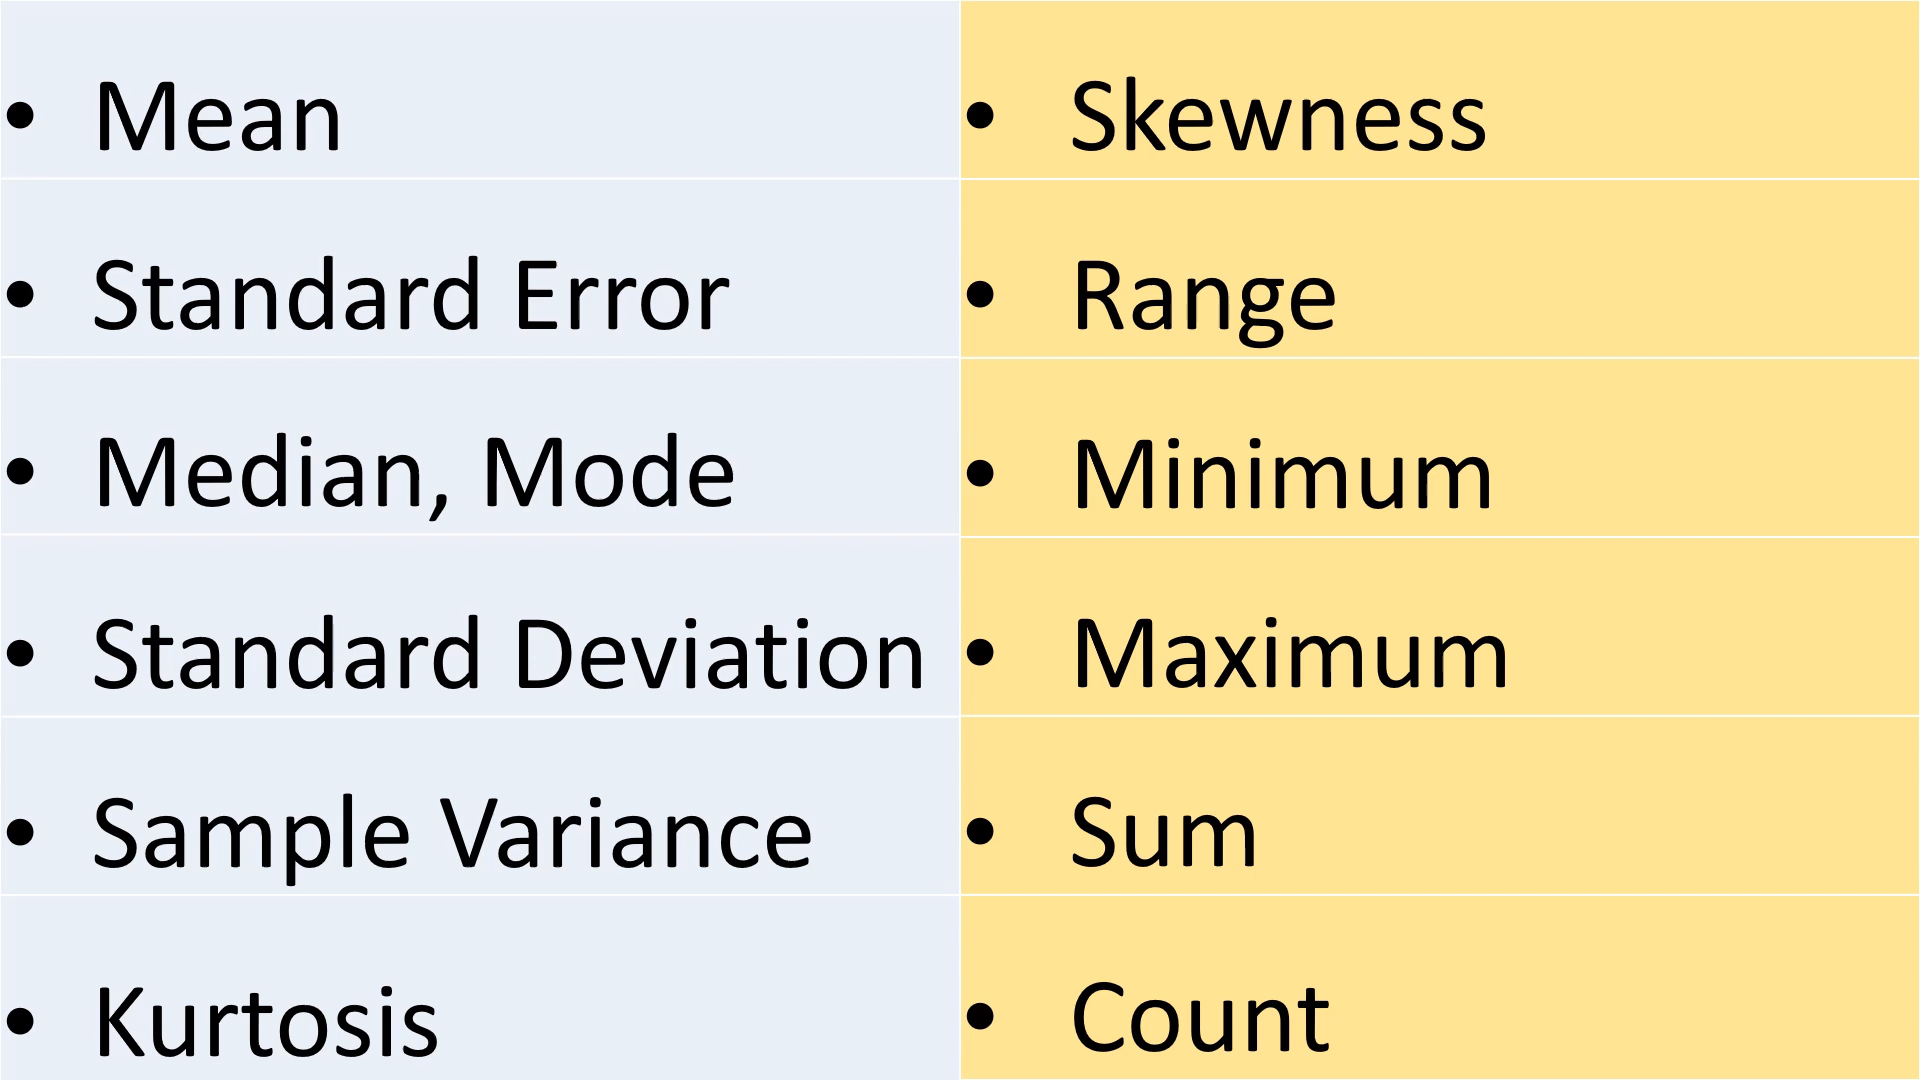 • Mean
• Standard Error
• Median, Mode
• Standard Deviation
• Sample Variance
• Kurtosis
• Skewness
• Range
• Minimum
• Maximum
• Sum
• Count